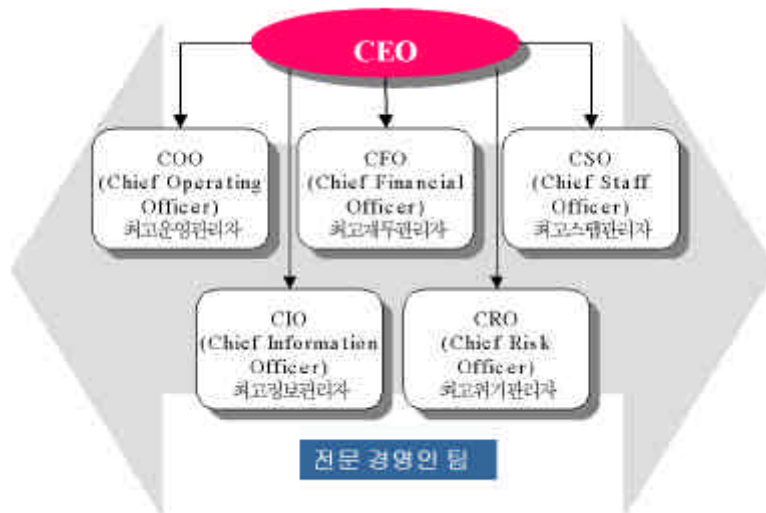 CEO
COO
(Chief Operating
Officer)
최고운영관리자
CFO
(Chief Financial
Officer)
최고재무관리자
CSO
(Chief Staff
Officer)
최고스탭관리자
CIO
(Chief Information
Officer)
최고정보관리자
CRO
(Chief Risk
Officer)
최고위기관리자
전문 경영인 팀